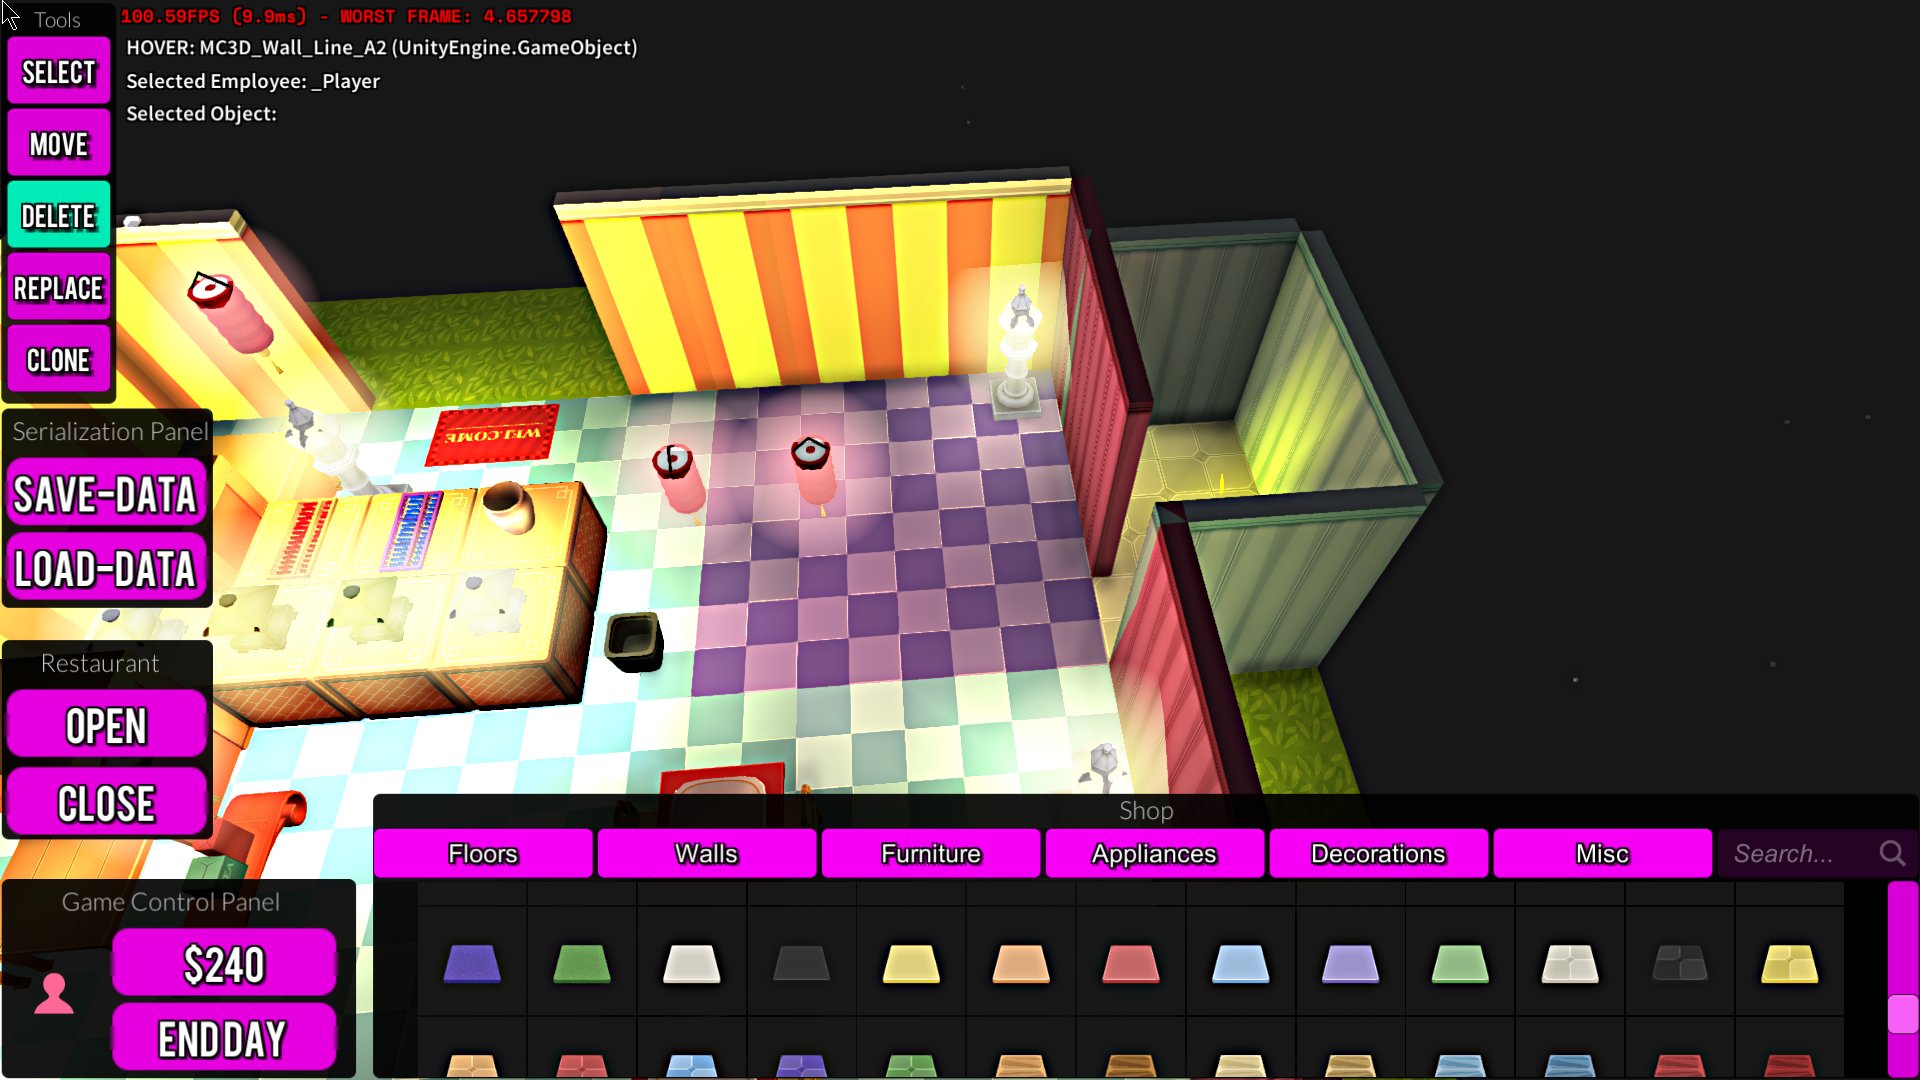 Tools
100.59FPS (9.9ms) - WORST FRAME: 4.657798
HOVER: MC3D_Wall_Line_A2 (UnityEngine.GameObject)
Selected Employee: _Player
Selected Object:
SELECT
MOVE
DELETE
REPLACE
CLONE
Serialization Panel
SAVE-DATA
LOAD-DATA
WELCOME
Restaurant
OPEN
CLOSE
Game Control Panel
$240
END DAY
Shop
Floors
Walls
Furniture
Appliances
Decorations
Misc
Search...